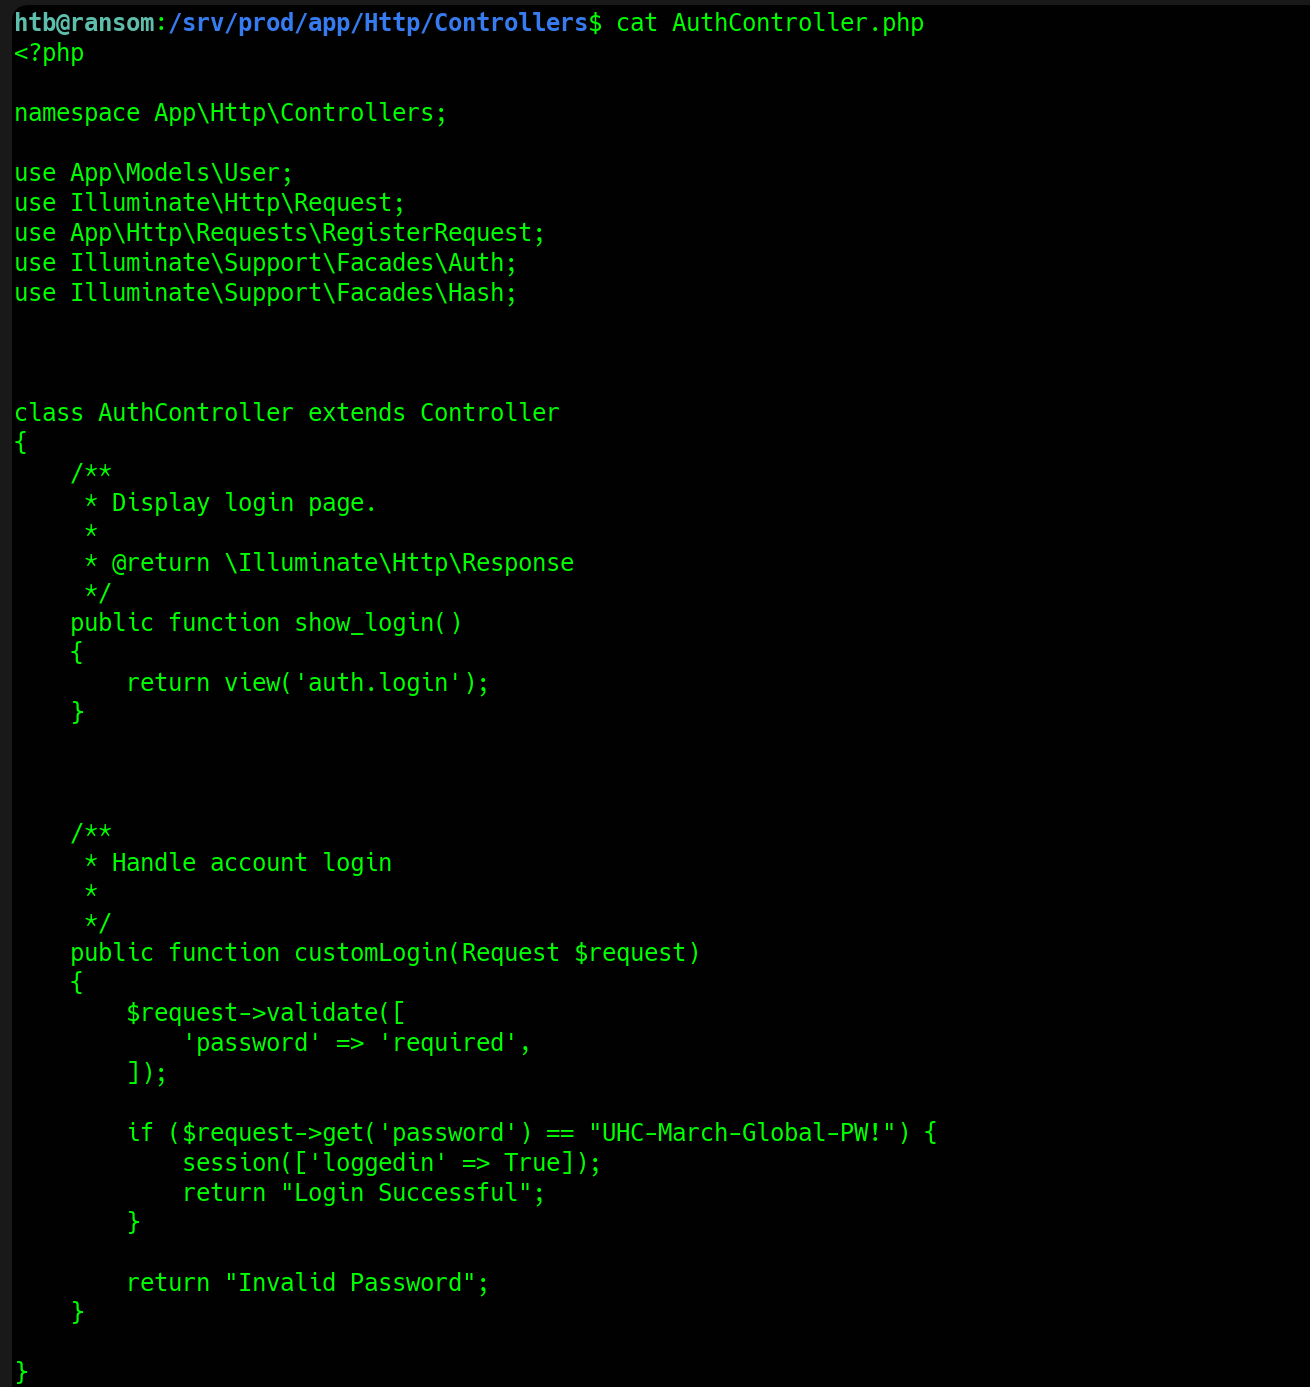 htb@ransom:/srv/prod/app/Http/Controllers$ cat AuthController.php
<?php

namespace App\Http\Controllers;

use App\Models\User;
use Illuminate\Http\Request;
use App\Http\Requests\RegisterRequest;
use Illuminate\Support\Facades\Auth;
use Illuminate\Support\Facades\Hash;



class AuthController extends Controller
{
    /**
     * Display login page.
     *
     * @return \Illuminate\Http\Response
     */
    public function show_login()
    {
        return view('auth.login');
    }



    /**
     * Handle account login
     *
     */
    public function customLogin(Request $request)
    {
        $request->validate([
            'password' => 'required',
        ]);

        if ($request->get('password') == "UHC-March-Global-PW!") {
            session(['loggedin' => True]);
            return "Login Successful";
        }

        return "Invalid Password";
    }

}